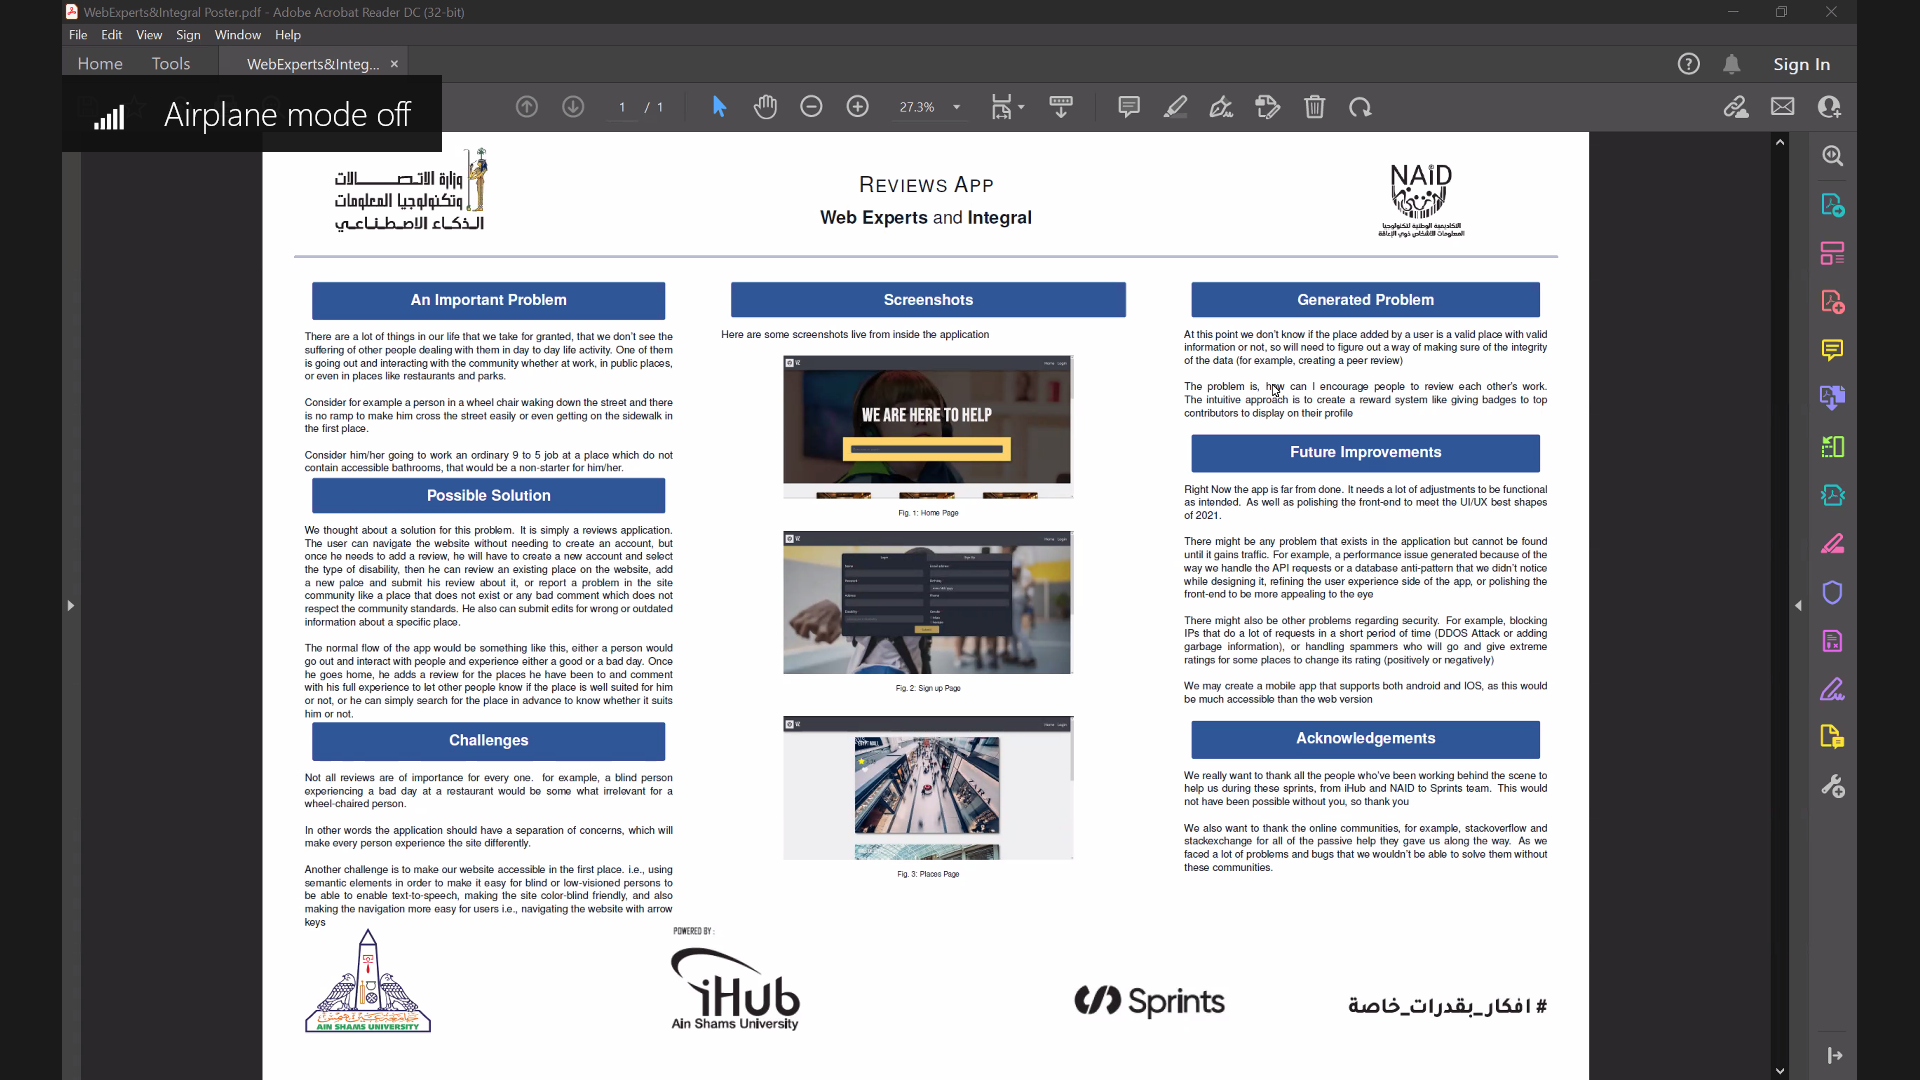 WebExperts&Integral Poster.pdf - Adobe Acrobat Reader DC (32-bit)
File Edit View Sign Window Help
Home Tools WebExperts&Integ... ×
Sign In
Airplane mode off
1 / 1
27.3%
وزارة الاتـصــالات
وتكنولوجيا المعلومات
الـذكـاء الاصـطـنـاعـي
REVIEWS APP
Web Experts and Integral
NAID
الأكاديمية الوطنية لتكنولوجيا
المعلومات للأشخاص ذوي الإعاقة
An Important Problem
There are a lot of things in our life that we take for granted, that we don't see the
suffering of other people dealing with them in day to day life activity. One of them
is going out and interacting with the community whether at work, in public places,
or even in places like restaurants and parks.
Consider for example a person in a wheel chair waking down the street and there
is no ramp to make him cross the street easily or even getting on the sidewalk in
the first place.
Consider him/her going to work an ordinary 9 to 5 job at a place which do not
contain accessible bathrooms, that would be a non-starter for him/her.
Possible Solution
We thought about a solution for this problem. It is simply a reviews application.
The user can navigate the website without needing to create an account, but
once he needs to add a review, he will have to create a new account and select
the type of disability, then he can review an existing place on the website, add
a new palce and submit his review about it, or report a problem in the site
community like a place that does not exist or any bad comment which does not
respect the community standards. He also can submit edits for wrong or outdated
information about a specific place.
The normal flow of the app would be something like this, either a person would
go out and interact with people and experience either a good or a bad day. Once
he goes home, he adds a review for the places he have been to and comment
with his full experience to let other people know if the place is well suited for him
or not, or he can simply search for the place in advance to know whether it suits
him or not.
Challenges
Not all reviews are of importance for every one. for example, a blind person
experiencing a bad day at a restaurant would be some what irrelevant for a
wheel-chaired person.
In other words the application should have a separation of concerns, which will
make every person experience the site differently.
Another challenge is to make our website accessible in the first place. i.e., using
semantic elements in order to make it easy for blind or low-visioned persons to
be able to enable text-to-speech, making the site color-blind friendly, and also
making the navigation more easy for users i.e., navigating the website with arrow
keys
Screenshots
Here are some screenshots live from inside the application
Home Login
WE ARE HERE TO HELP
Fig. 1: Home Page
Home Login
Fig. 2: Sign up Page
Home Login
EGYPT MALL
ZARA
Fig. 3: Places Page
Generated Problem
At this point we don't know if the place added by a user is a valid place with valid
information or not, so will need to figure out a way of making sure of the integrity
of the data (for example, creating a peer review)
The problem is, how can I encourage people to review each other's work.
The intuitive approach is to create a reward system like giving badges to top
contributors to display on their profile
Future Improvements
Right Now the app is far from done. It needs a lot of adjustments to be functional
as intended. As well as polishing the front-end to meet the UI/UX best shapes
of 2021.
There might be any problem that exists in the application but cannot be found
until it gains traffic. For example, a performance issue generated because of the
way we handle the API requests or a database anti-pattern that we didn't notice
while designing it, refining the user experience side of the app, or polishing the
front-end to be more appealing to the eye
There might also be other problems regarding security. For example, blocking
IPs that do a lot of requests in a short period of time (DDOS Attack or adding
garbage information), or handling spammers who will go and give extreme
ratings for some places to change its rating (positively or negatively)
We may create a mobile app that supports both android and IOS, as this would
be much accessible than the web version
Acknowledgements
We really want to thank all the people who've been working behind the scene to
help us during these sprints, from iHub and NAID to Sprints team. This would
not have been possible without you, so thank you
We also want to thank the online communities, for example, stackoverflow and
stackexchange for all of the passive help they gave us along the way. As we
faced a lot of problems and bugs that we wouldn't be able to solve them without
these communities.
AIN SHAMS UNIVERSITY
POWERED BY :
iHub
Ain Shams University
Sprints
# افكار_بقدرات_خاصة